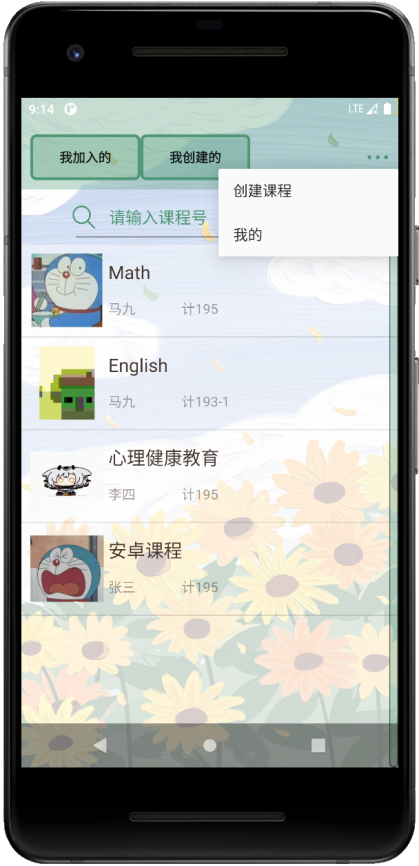 9:14 LTE
我加入的 我创建的
创建课程
请输入课程号
我的
Math
马九 计195
English
马九 计193-1
心理健康教育
李四 计195
安卓课程
张三 计195